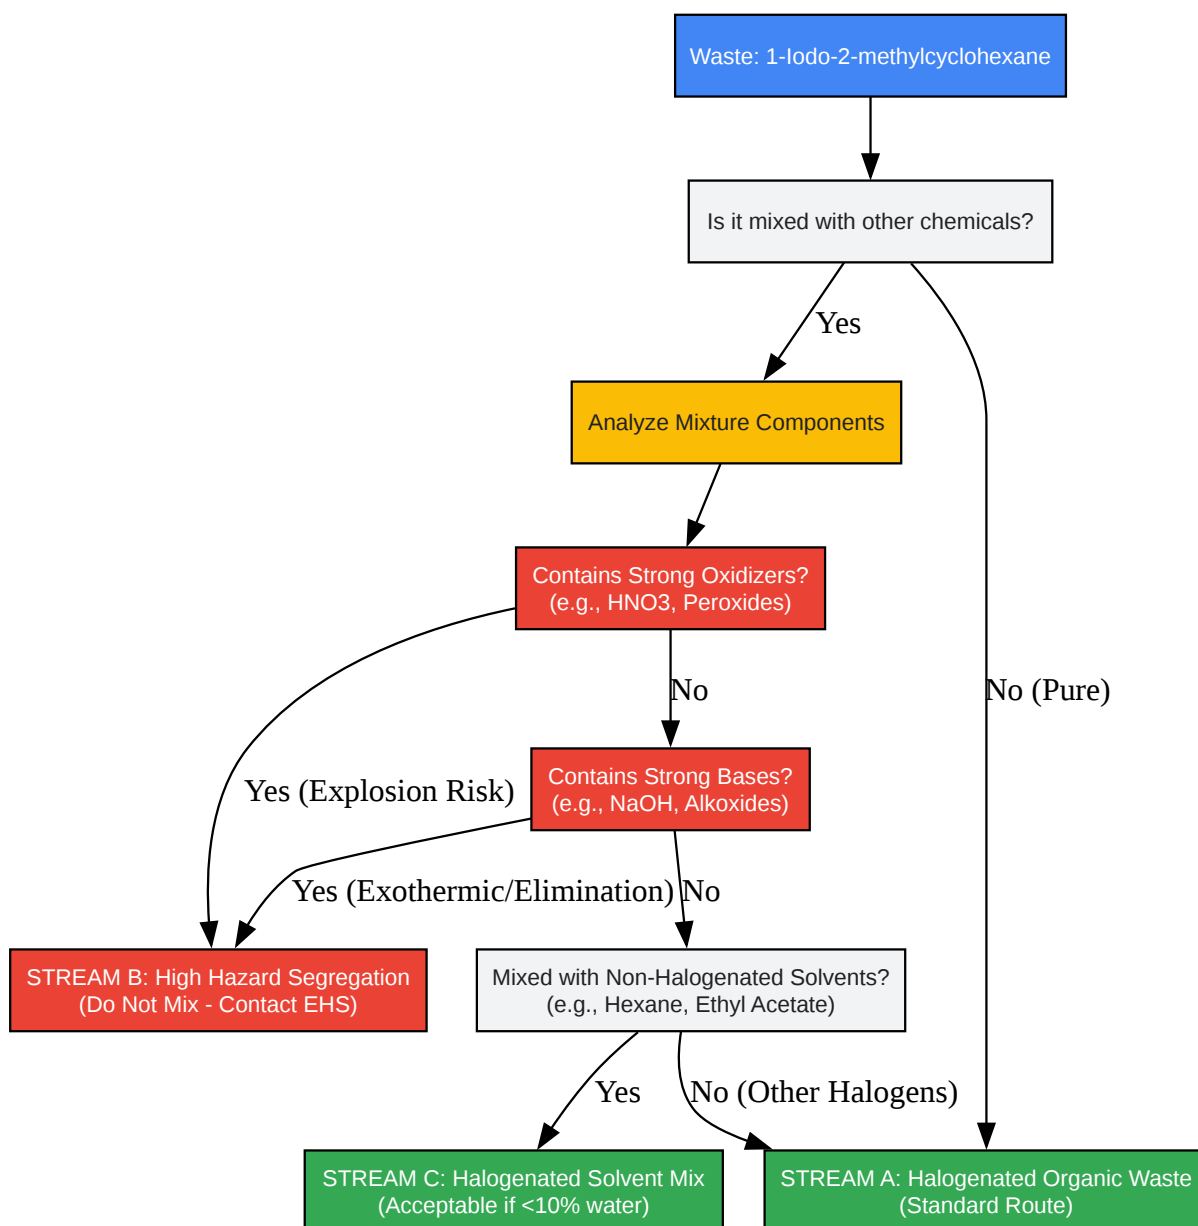 Waste: 1-Iodo-2-methylcyclohexane
Is it mixed with other chemicals?
Yes
Analyze Mixture Components
Contains Strong Oxidizers?
(e.g., HNO3, Peroxides)
No
No (Pure)
Contains Strong Bases?
(e.g., NaOH, Alkoxides)
Yes (Explosion Risk)
Yes (Exothermic/Elimination)
No
STREAM B: High Hazard Segregation
(Do Not Mix - Contact EHS)
Mixed with Non-Halogenated Solvents?
(e.g., Hexane, Ethyl Acetate)
Yes
No (Other Halogens)
STREAM C: Halogenated Solvent Mix
(Acceptable if <10% water)
STREAM A: Halogenated Organic Waste
(Standard Route)